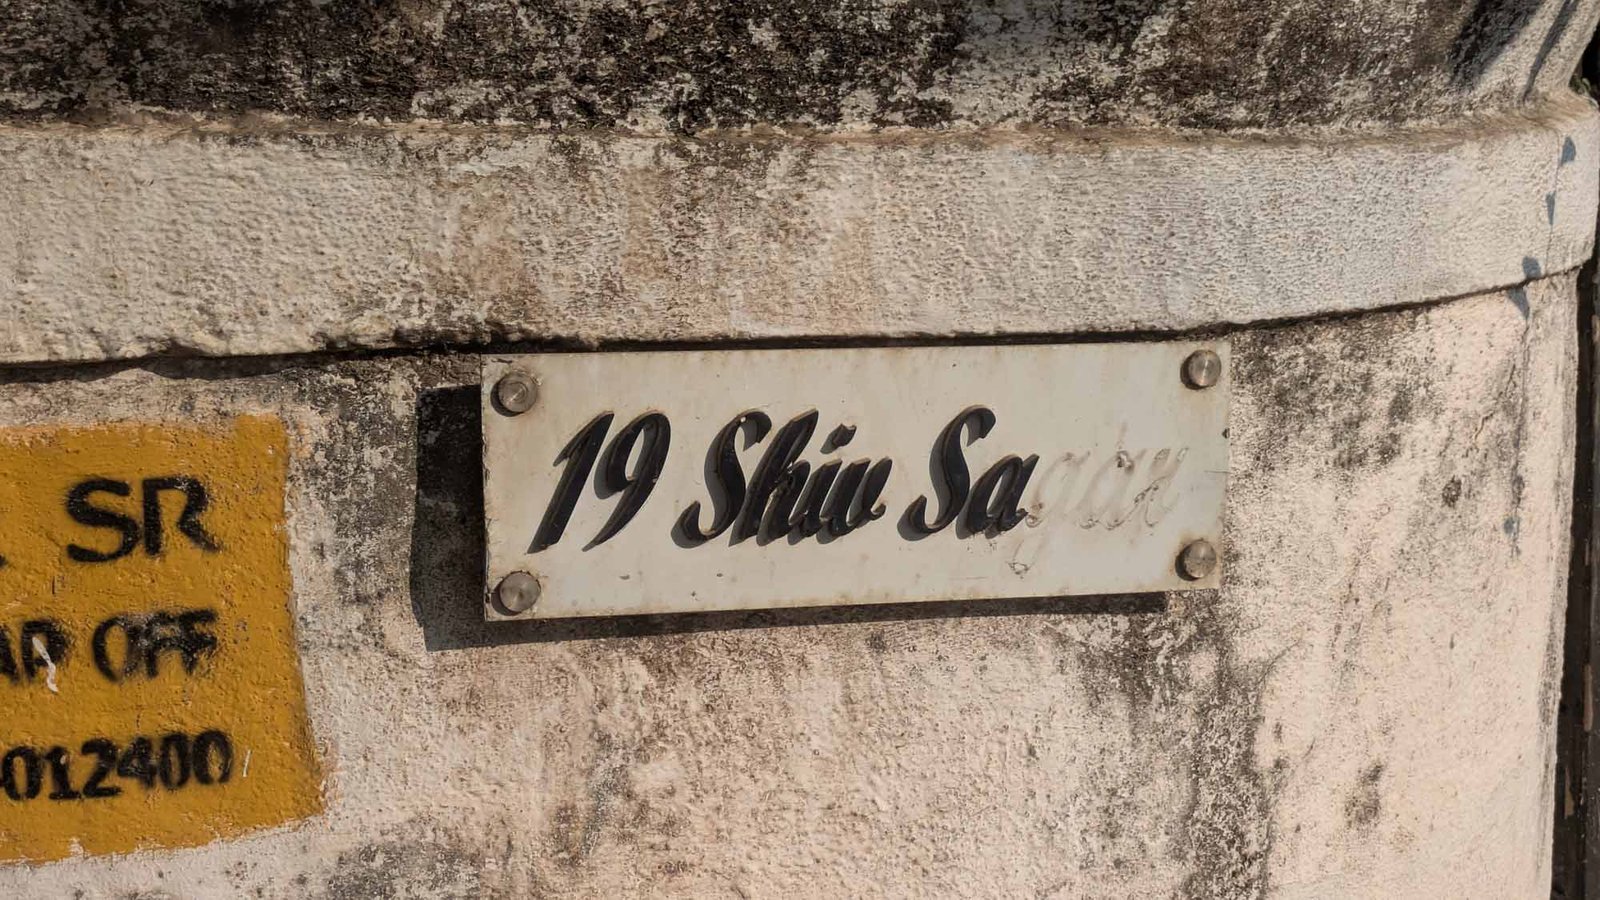 19 Shiv Sagar
SR
OFF
012400